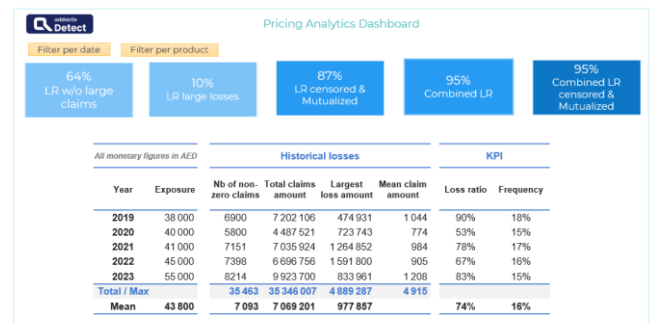 addactis
Detect
Pricing Analytics Dashboard
Filter per date
Filter per product
64%
LR w/o large
claims
10%
LR large losses
87%
LR censored &
Mutualized
95%
Combined LR
95%
Combined LR
censored &
Mutualized
All monetary figures in AED Historical losses KPI
Year Exposure Nb of non-zero claims Total claims amount Largest loss amount Mean claim amount Loss ratio Frequency
2019 38 000 6900 7 202 106 474 931 1 044 90% 18%
2020 40 000 5800 4 487 521 723 743 774 53% 15%
2021 41 000 7151 7 035 924 1 264 852 984 78% 17%
2022 45 000 7398 6 696 756 1 591 800 905 67% 16%
2023 55 000 8214 9 923 700 833 961 1 208 83% 15%
Total / Max 35 463 35 346 007 4 889 287 4 915
Mean 43 800 7 093 7 069 201 977 857 74% 16%